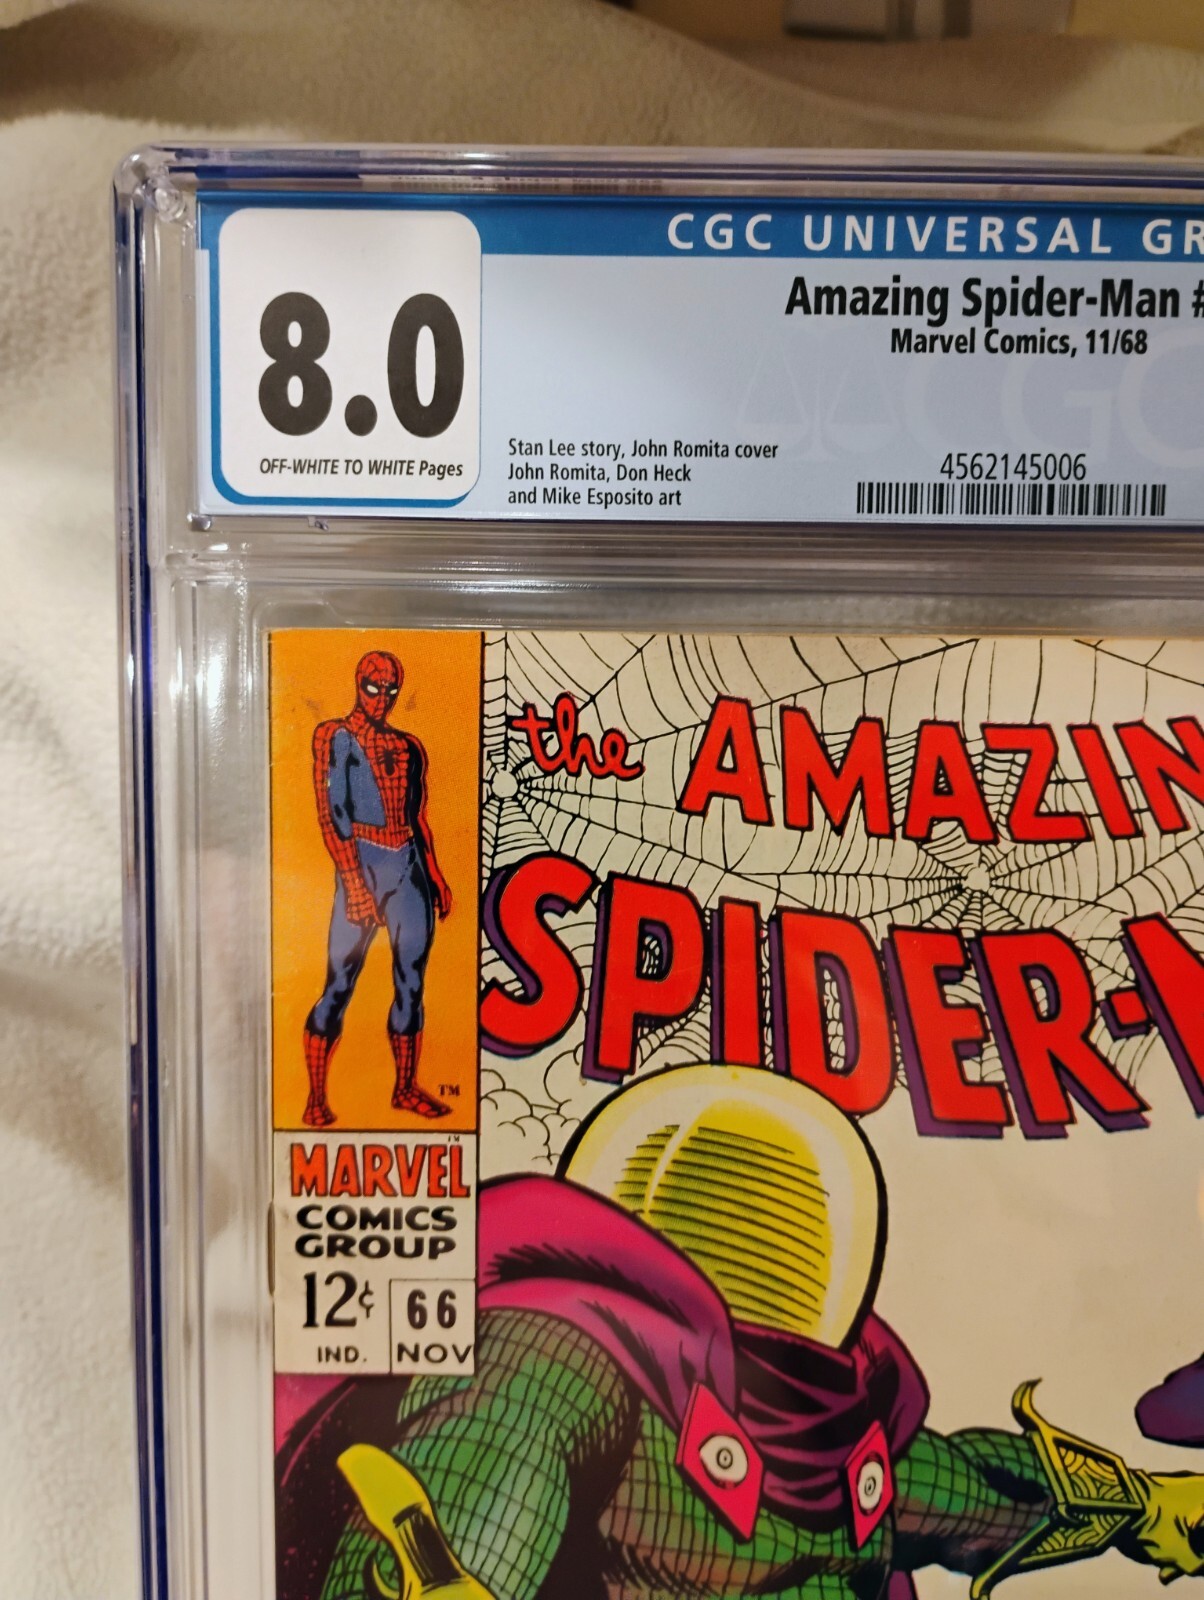 CGC UNIVERSAL GR
8.0
OFF-WHITE TO WHITE Pages
Amazing Spider-Man #
Marvel Comics, 11/68
Stan Lee story, John Romita cover
John Romita, Don Heck
and Mike Esposito art
4562145006
CGC
the AMAZIN
SPIDER-M
TM
TM
MARVEL
COMICS
GROUP
12¢
IND.
66
NOV